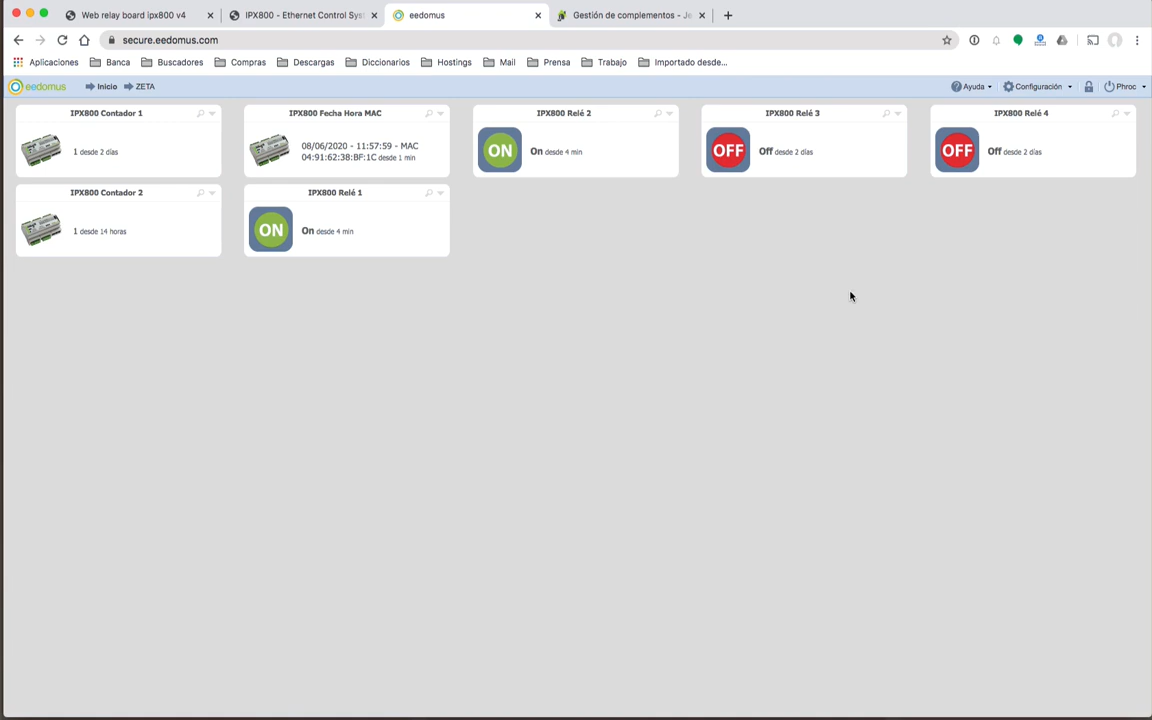 Web relay board ipx800 v4
IPX800 - Ethernet Control Sys
eedomus
Gestión de complementos - Je
secure.eedomus.com
Aplicaciones
Banca
Buscadores
Compras
Descargas
Diccionarios
Hostings
Mail
Prensa
Trabajo
Importado desde...
eedomus
Inicio
ZETA
Ayuda
Configuración
Phroc
IPX800 Contador 1
1 desde 2 días
IPX800 Fecha Hora MAC
08/06/2020 - 11:57:59 - MAC
04:91:62:38:BF:1C desde 1 min
IPX800 Relé 2
ON
On desde 4 min
IPX800 Relé 3
OFF
Off desde 2 días
IPX800 Relé 4
OFF
Off desde 2 días
IPX800 Contador 2
1 desde 14 horas
IPX800 Relé 1
ON
On desde 4 min